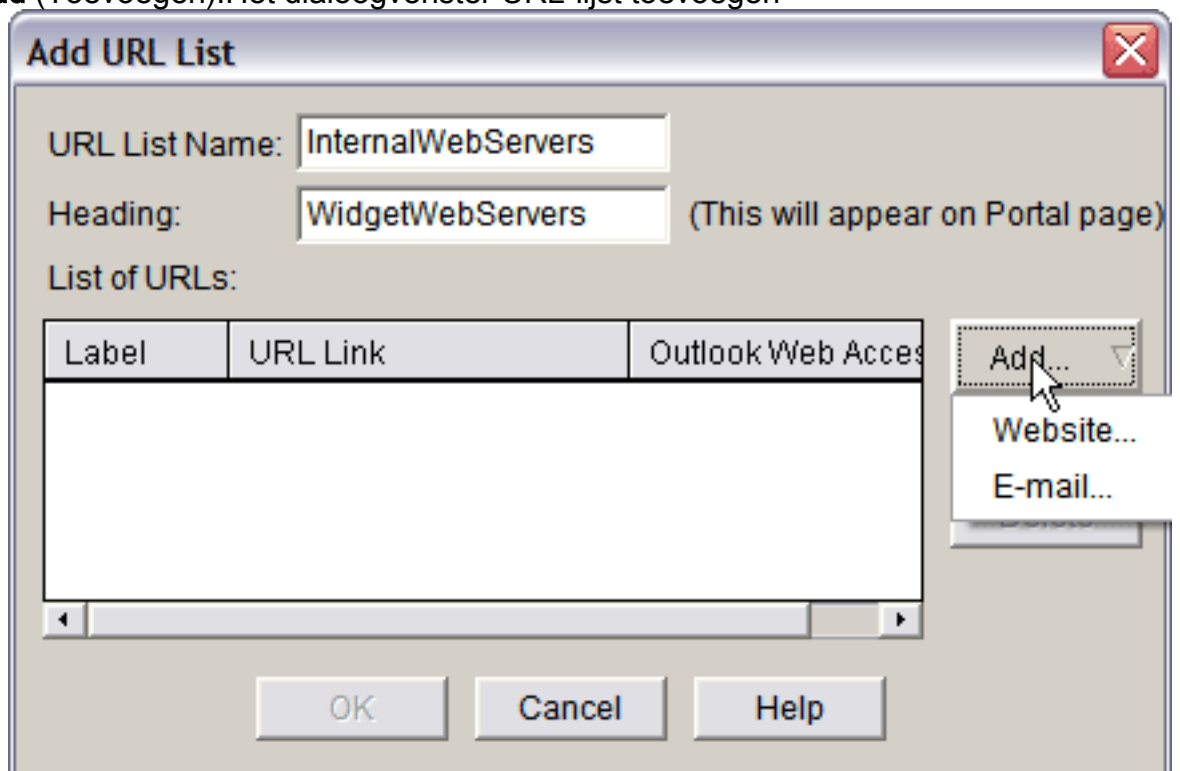 (Toevoegen).Het dialoogvenster URL-lijst toevoegen
Add URL List
URL List Name: InternalWebServers
Heading: WidgetWebServers (This will appear on Portal page)
List of URLs:
Label URL Link Outlook Web Acces
Add...
Website...
E-mail...
Delete
OK Cancel Help